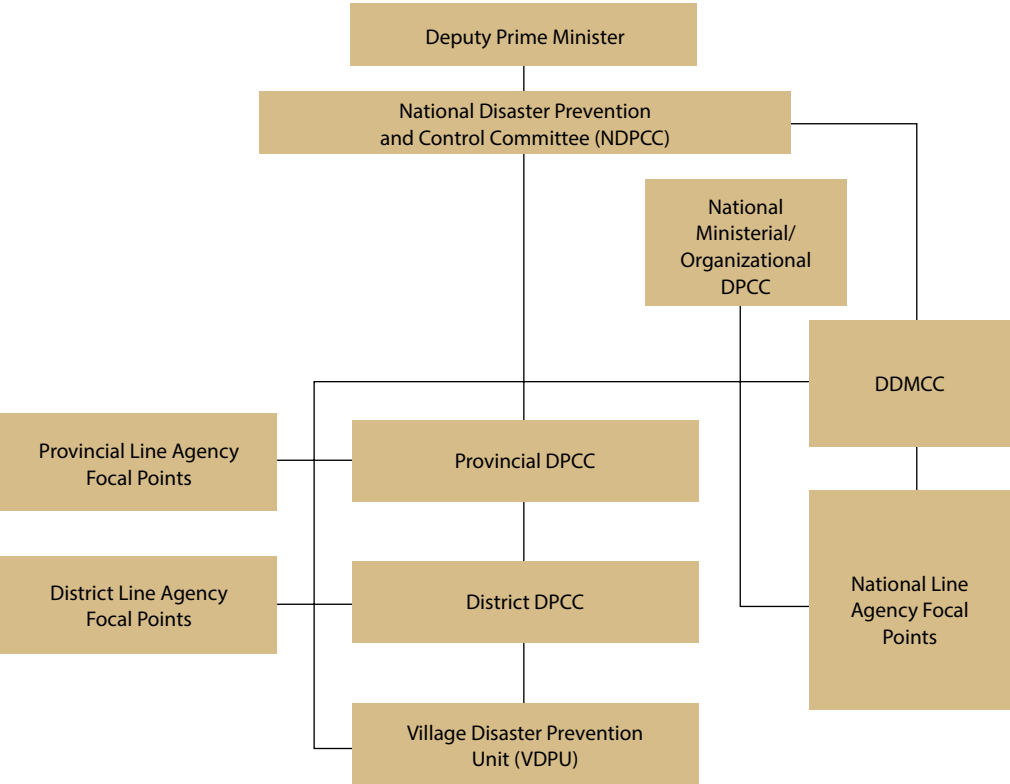 Deputy Prime Minister
National Disaster Prevention
and Control Committee (NDPCC)
National
Ministerial/
Organizational
DPCC
DDMCC
Provincial Line Agency
Focal Points
Provincial DPCC
National Line
Agency Focal
Points
District Line Agency
Focal Points
District DPCC
Village Disaster Prevention
Unit (VDPU)